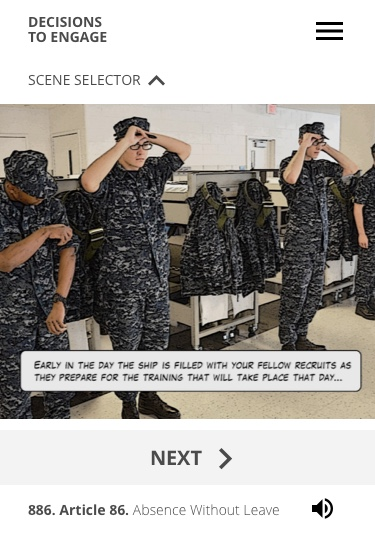 DECISIONS
TO ENGAGE
SCENE SELECTOR
EARLY IN THE DAY THE SHIP IS FILLED WITH YOUR FELLOW RECRUITS AS
THEY PREPARE FOR THE TRAINING THAT WILL TAKE PLACE THAT DAY...
NEXT
886. Article 86. Absence Without Leave